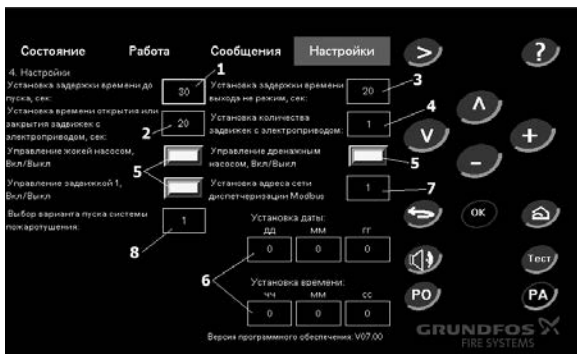 Состояние Работа Сообщения Настройки > ?
4. Настройки
Установка задержки времени до пуска, сек:
30
1
Установка задержки времени выхода не режим, сек:
20
3
Установка времени открытия или закрытия задвижек с электроприводом, сек:
20
2
Установка количества задвижек с электроприводом:
1
4
Управление жокей насосом, Вкл/Выкл
5
Управление дренажным насосом, Вкл/Выкл
5
Управление задвижкой 1, Вкл/Выкл
Установка адреса сети диспетчеризации Modbus
1
7
Выбор варианта пуска системы пожаротушения:
1
8
Установка даты:
дд мм гг
0 0 0
6
Установка времени:
чч мм сс
0 0 0
Версия программного обеспечения: V07.00
OK
Тест
РО РА
GRUNDFOS
FIRE SYSTEMS